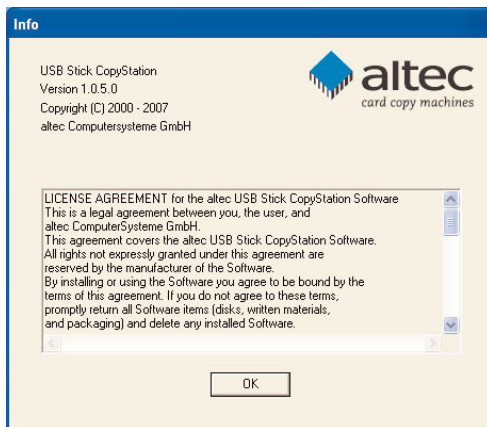 Info
USB Stick CopyStation
Version 1.0.5.0
Copyright (C) 2000 - 2007
altec Computersysteme GmbH
altec
card copy machines
LICENSE AGREEMENT for the altec USB Stick CopyStation Software
This is a legal agreement between you, the user, and
altec ComputerSysteme GmbH.
This agreement covers the altec USB Stick CopyStation Software.
All rights not expressly granted under this agreement are
reserved by the manufacturer of the Software.
By installing or using the Software you agree to be bound by the
terms of this agreement. If you do not agree to these terms,
promptly return all Software items (disks, written materials,
and packaging) and delete any installed Software.
OK